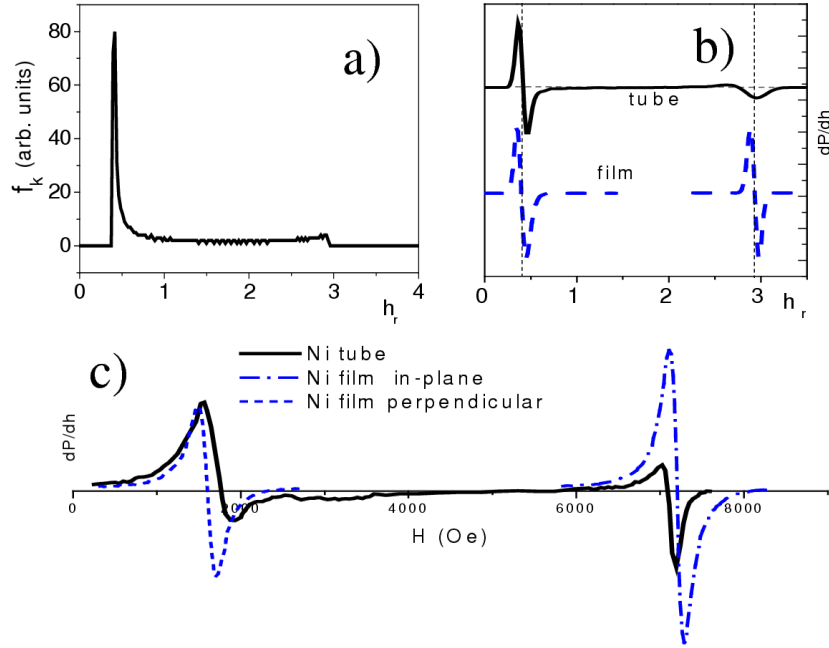 80
60
40
20
0
f_k (arb. units)
a)
0 1 2 3 4
h_r
b)
tube
film
dP/dh
0 1 2 3
h_r
c)
Ni tube
Ni film in-plane
Ni film perpendicular
dP/dh
0 2000 4000 6000 8000
H (Oe)